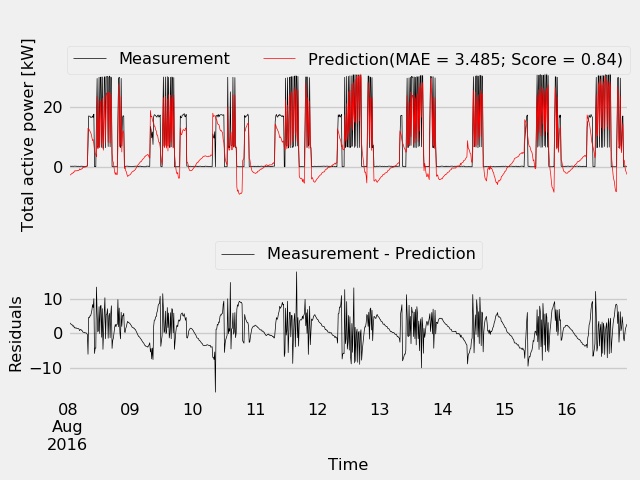 Measurement
Prediction(MAE = 3.485; Score = 0.84)
Total active power [kW]
20
0
Measurement - Prediction
Residuals
10
0
−10
08 09 10 11 12 13 14 15 16
Aug
2016
Time